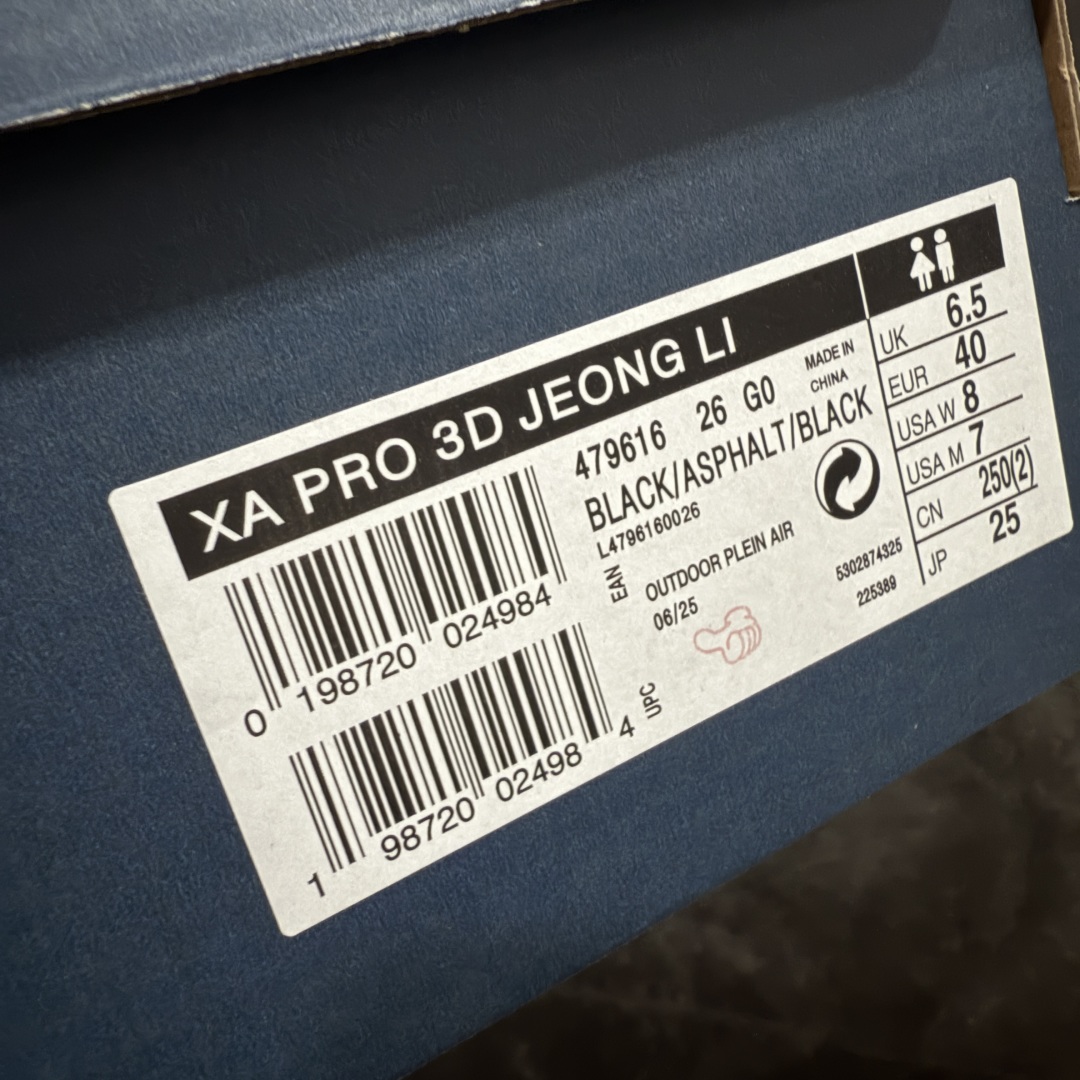 XA PRO 3D JEONG LI
479616 26 G0
MADE IN
CHINA
BLACK/ASPHALT/BLACK
L4796160026
EAN
OUTDOOR PLEIN AIR
06/25
5302874325
225389
0 198720 024984
1 98720 02498 4
UPC
UK 6.5
EUR 40
USA W 8
USA M 7
CN 250(2)
JP 25